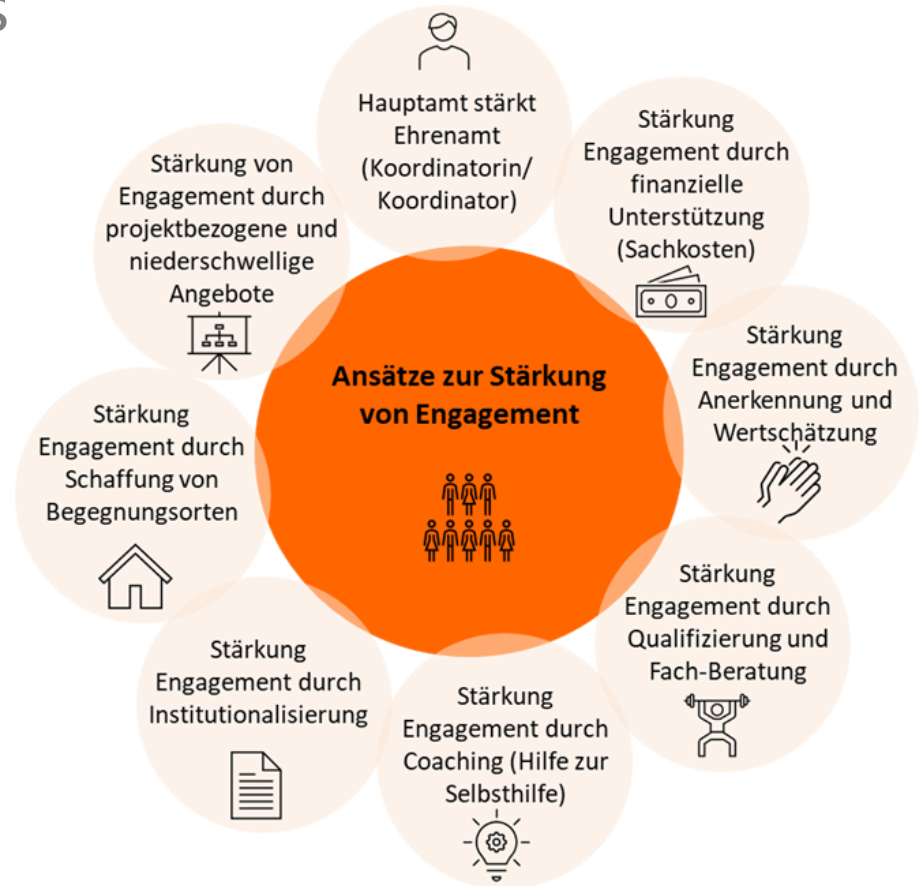 s
Hauptamt stärkt
Ehrenamt
(Koordinatorin/
Koordinator)
Stärkung
Engagement durch
finanzielle
Unterstützung
(Sachkosten)
Stärkung
Engagement durch
Anerkennung und
Wertschätzung
Stärkung
Engagement durch
Qualifizierung und
Fach-Beratung
Stärkung
Engagement durch
Coaching (Hilfe zur
Selbsthilfe)
Stärkung
Engagement durch
Institutionalisierung
Stärkung
Engagement durch
Schaffung von
Begegnungsorten
Stärkung von
Engagement durch
projektbezogene und
niederschwellige
Angebote
Ansätze zur Stärkung
von Engagement